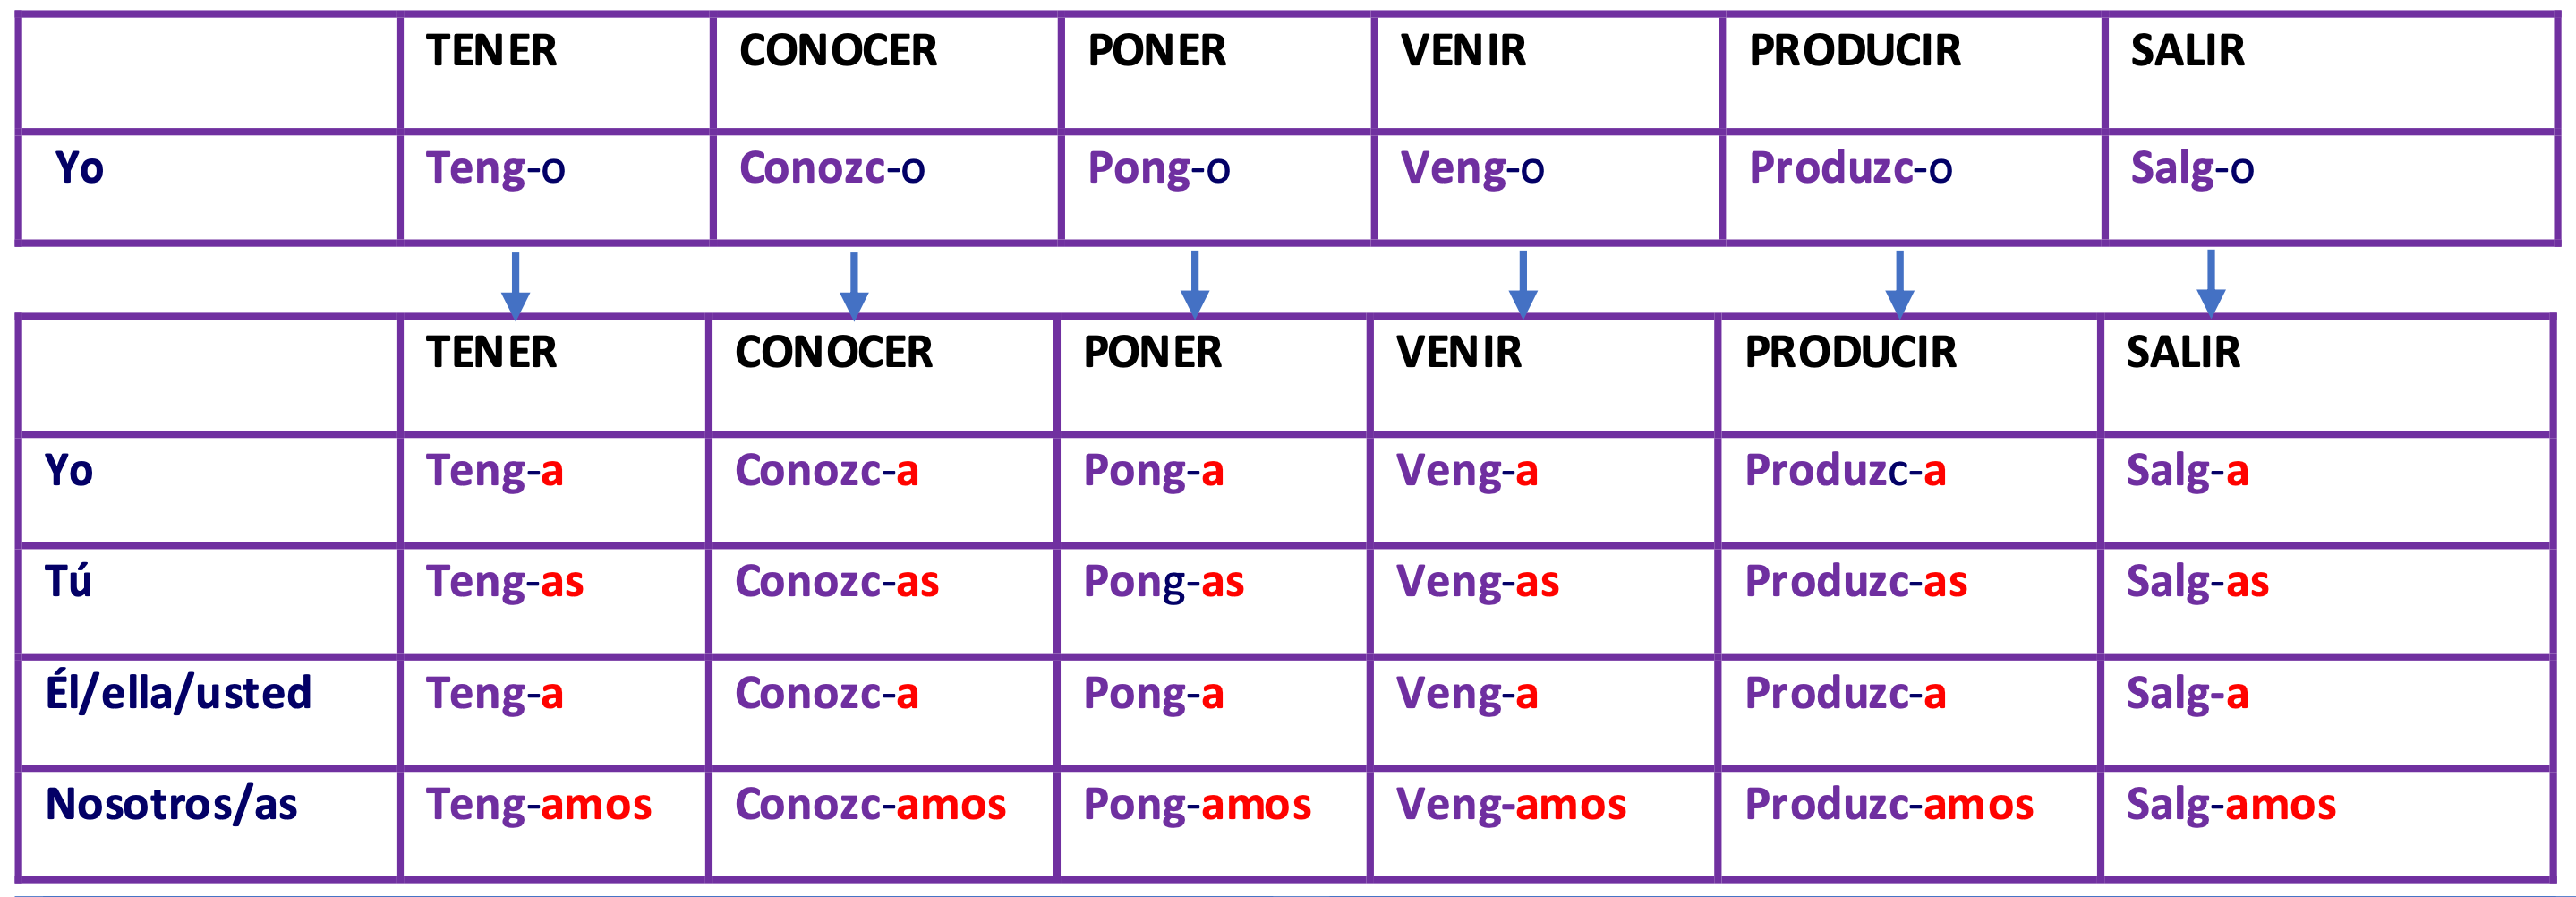 TENER CONOCER PONER VENIR PRODUCIR SALIR
Yo Teng-o Conozc-o Pong-o Veng-o Produzc-o Salg-o
TENER CONOCER PONER VENIR PRODUCIR SALIR
Yo Teng-a Conozc-a Pong-a Veng-a Produzc-a Salg-a
Tú Teng-as Conozc-as Pong-as Veng-as Produzc-as Salg-as
Él/ella/usted Teng-a Conozc-a Pong-a Veng-a Produzc-a Salg-a
Nosotros/as Teng-amos Conozc-amos Pong-amos Veng-amos Produzc-amos Salg-amos